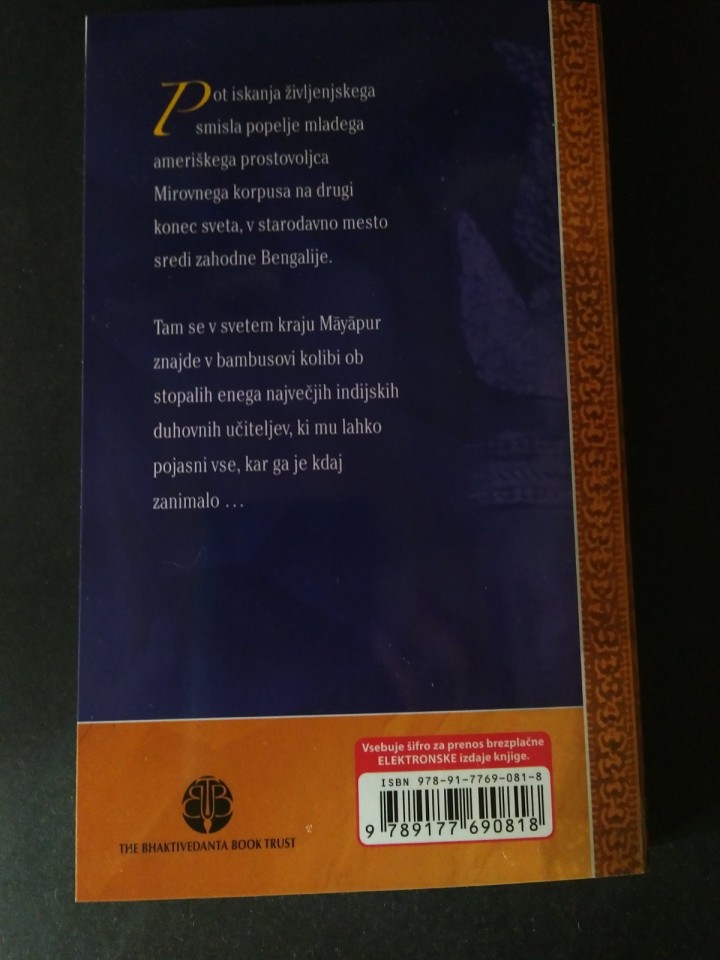 Pot iskanja življenjskega
smisla popelje mladega
ameriškega prostovoljca
Mirovnega korpusa na drugi
konec sveta, v starodavno mesto
sredi zahodne Bengalije.
Tam se v svetem kraju Māyāpur
znajde v bambusovi kolibi ob
stopalih enega največjih indijskih
duhovnih učiteljev, ki mu lahko
pojasni vse, kar ga je kdaj
zanimalo ...
Vsebuje šifro za prenos brezplačne
ELEKTRONSKE izdaje knjige.
ISBN 978-91-7769-081-8
9 789177 690818
BBT
THE BHAKTIVEDANTA BOOK TRUST